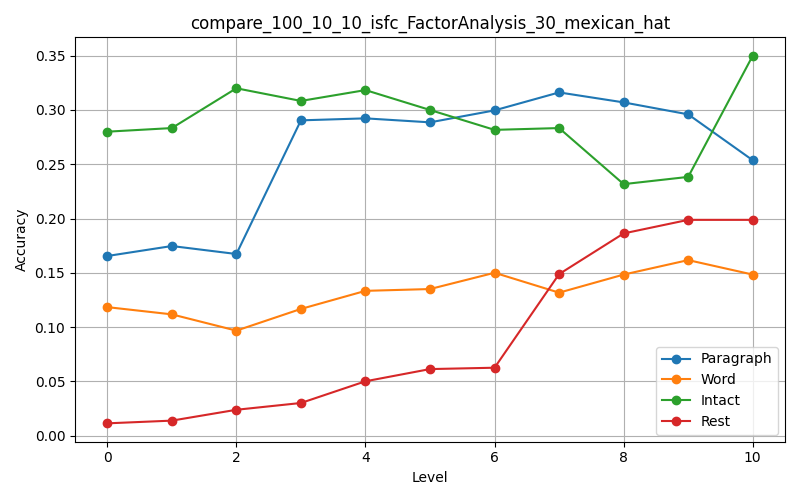 compare_100_10_10_isfc_FactorAnalysis_30_mexican_hat
0.35
0.30
0.25
0.20
0.15
0.10
0.05
0.00
Accuracy
0 2 4 6 8 10
Level
Paragraph
Word
Intact
Rest